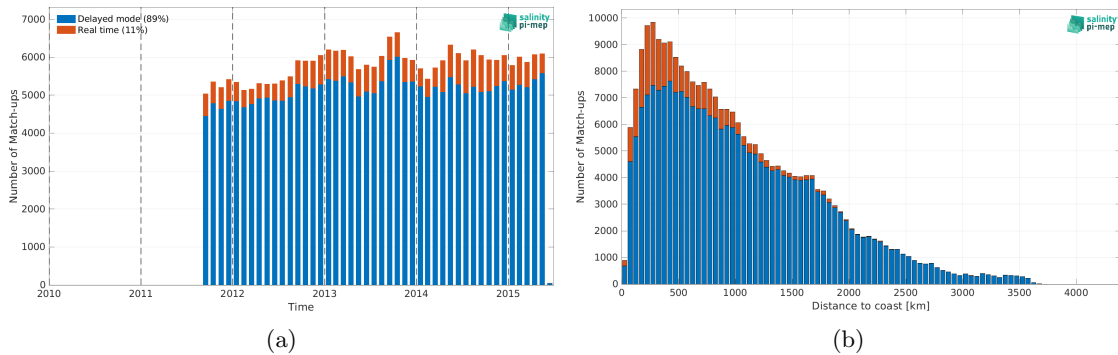 salinity
pi-mep
Delayed mode (89%)
Real time (11%)
7000
6000
5000
4000
3000
2000
1000
0
Number of Match-ups
2010
2011
2012
2013
2014
2015
Time
(a)
salinity
pi-mep
10000
9000
8000
7000
6000
5000
4000
3000
2000
1000
0
Number of Match-ups
0
500
1000
1500
2000
2500
3000
3500
4000
Distance to coast [km]
(b)